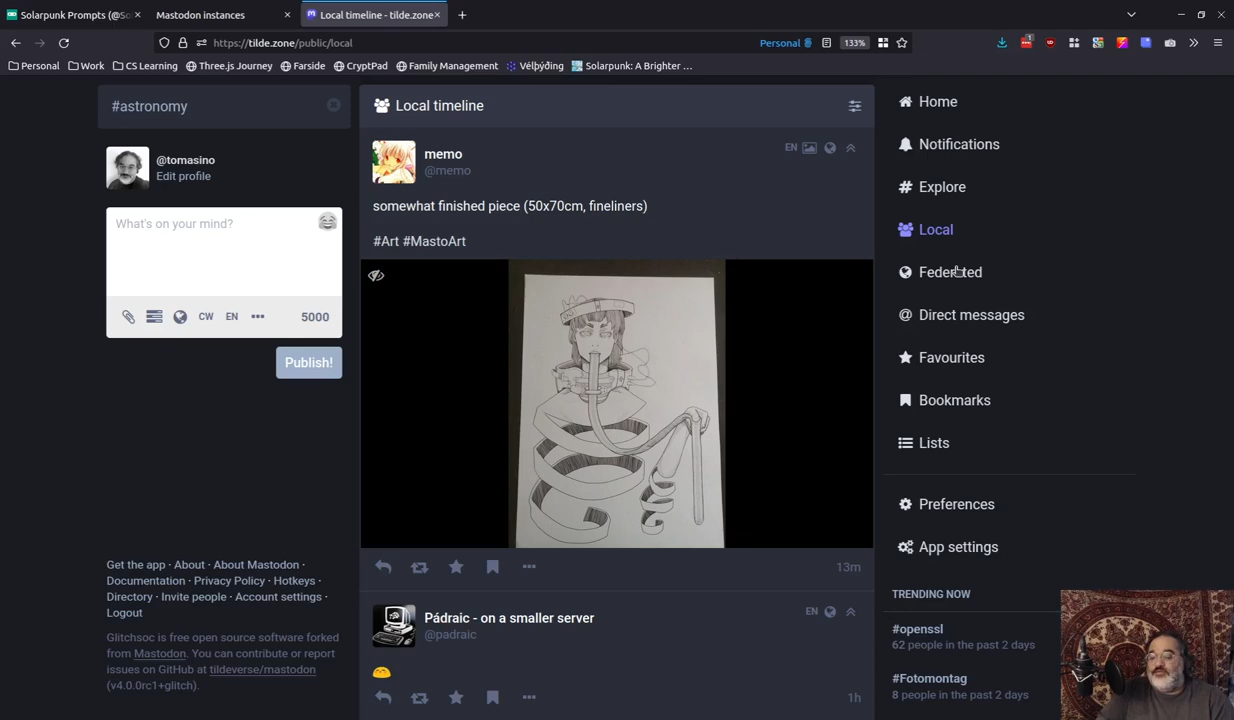 Solarpunk Prompts (@So
Mastodon instances
Local timeline - tilde.zone
https://tilde.zone/public/local
Personal
133%
1
Personal
Work
CS Learning
Three.js Journey
Farside
CryptPad
Family Management
Vélþýðing
Solarpunk: A Brighter ...
#astronomy
@tomasino
Edit profile
What's on your mind?
CW
EN
5000
Publish!
Get the app · About · About Mastodon ·
Documentation · Privacy Policy · Hotkeys ·
Directory · Invite people · Account settings ·
Logout
Glitchsoc is free open source software forked
from Mastodon. You can contribute or report
issues on GitHub at tildeverse/mastodon
(v4.0.0rc1+glitch).
Local timeline
memo
@memo
EN
somewhat finished piece (50x70cm, fineliners)
#Art #MastoArt
13m
Pádraic - on a smaller server
@padraic
EN
1h
Home
Notifications
Explore
Local
Federated
Direct messages
Favourites
Bookmarks
Lists
Preferences
App settings
TRENDING NOW
#openssl
62 people in the past 2 days
#Fotomontag
8 people in the past 2 days